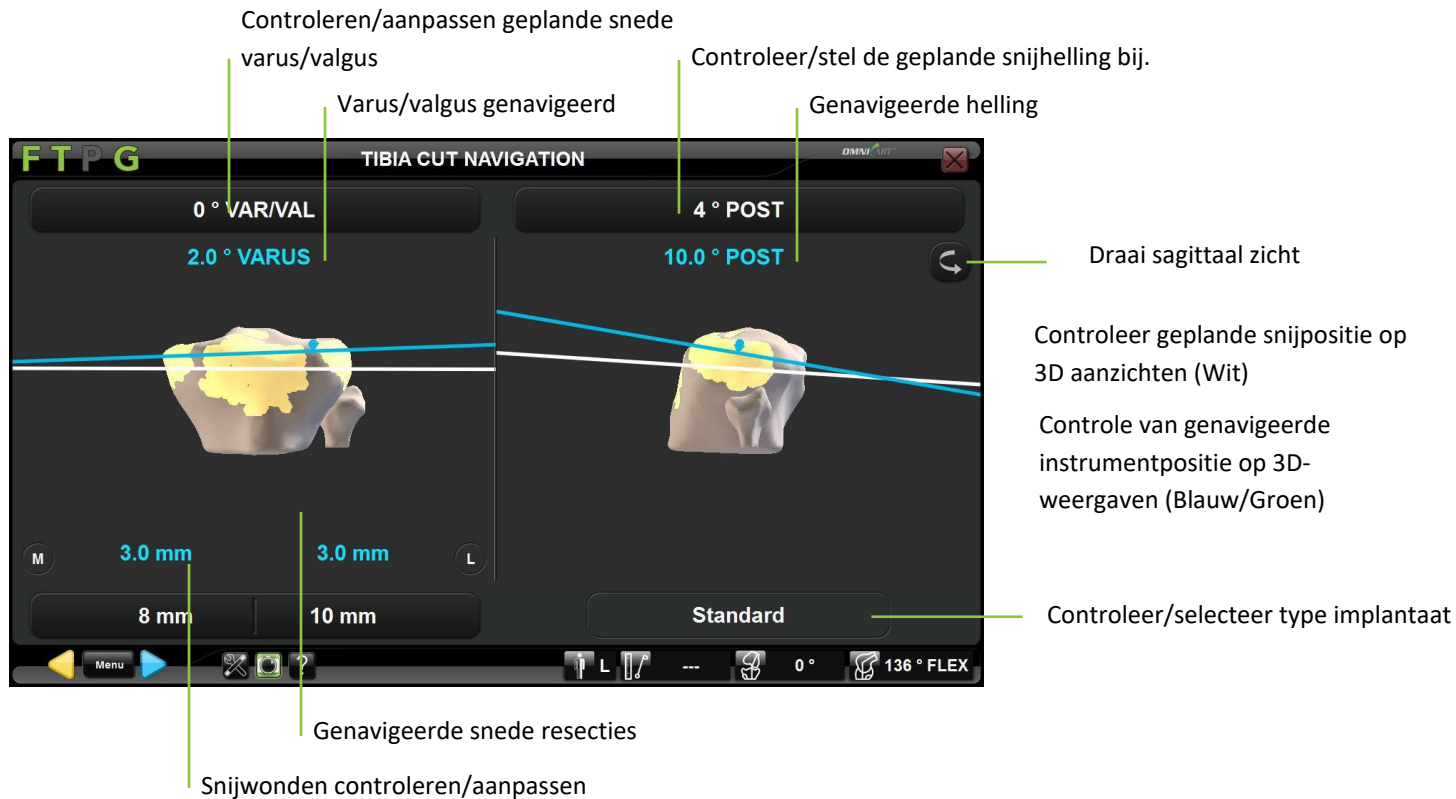 Controleren/aanpassen geplande snede
varus/valgus
Controleer/stel de geplande snijhelling bij.
Varus/valgus genavigeerd
Genavigeerde helling
F T P G
TIBIA CUT NAVIGATION
OMNI ART
0 ° VAR/VAL
4 ° POST
2.0 ° VARUS
10.0 ° POST
Draai sagittaal zicht
Controleer geplande snijpositie op
3D aanzichten (Wit)
Controle van genavigeerde
instrumentpositie op 3D-
weergaven (Blauw/Groen)
M
3.0 mm
3.0 mm
L
8 mm
10 mm
Standard
Controleer/selecteer type implantaat
Menu
?
L
---
0 °
136 ° FLEX
Genavigeerde snede resecties
Snijwonden controleren/aanpassen